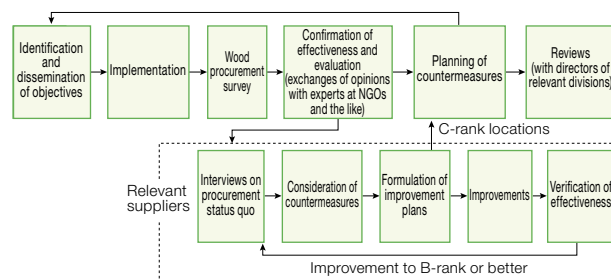 Identification
and
dissemination
of objectives
Implementation
Wood
procurement
survey
Confirmation of
effectiveness and
evaluation
(exchanges of opinions
with experts at NGOs
and the like)
Planning of
countermeasures
Reviews
(with directors of
relevant divisions)
C-rank locations
Relevant
suppliers
Interviews on
procurement
status quo
Consideration of
countermeasures
Formulation of
improvement
plans
Improvements
Verification of
effectiveness
Improvement to B-rank or better